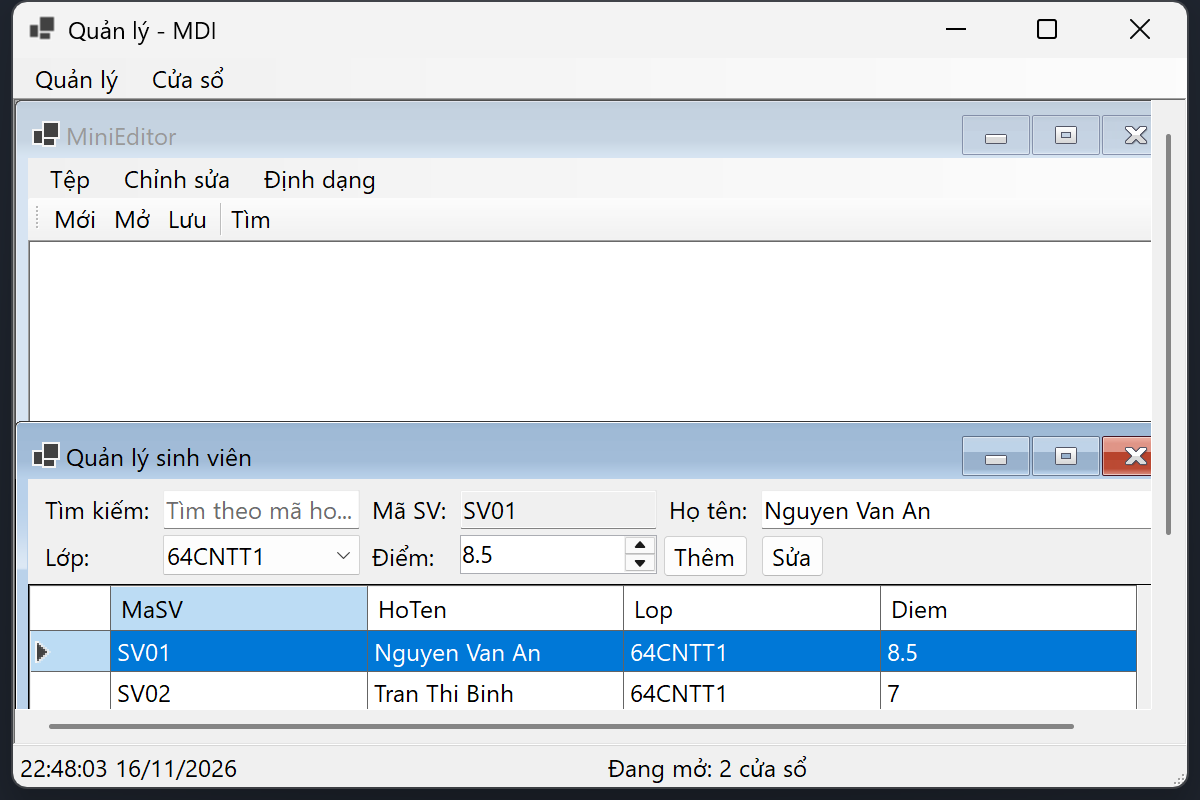 Quản lý - MDI
Quản lý Cửa sổ
MiniEditor
Tệp Chỉnh sửa Định dạng
Mới Mở Lưu Tìm
Quản lý sinh viên
Tìm kiếm: Tìm theo mã ho... Mã SV: SV01 Họ tên: Nguyen Van An
Lớp: 64CNTT1 Điểm: 8.5 Thêm Sửa
MaSV HoTen Lop Diem
SV01 Nguyen Van An 64CNTT1 8.5
SV02 Tran Thi Binh 64CNTT1 7
22:48:03 16/11/2026 Đang mở: 2 cửa sổ